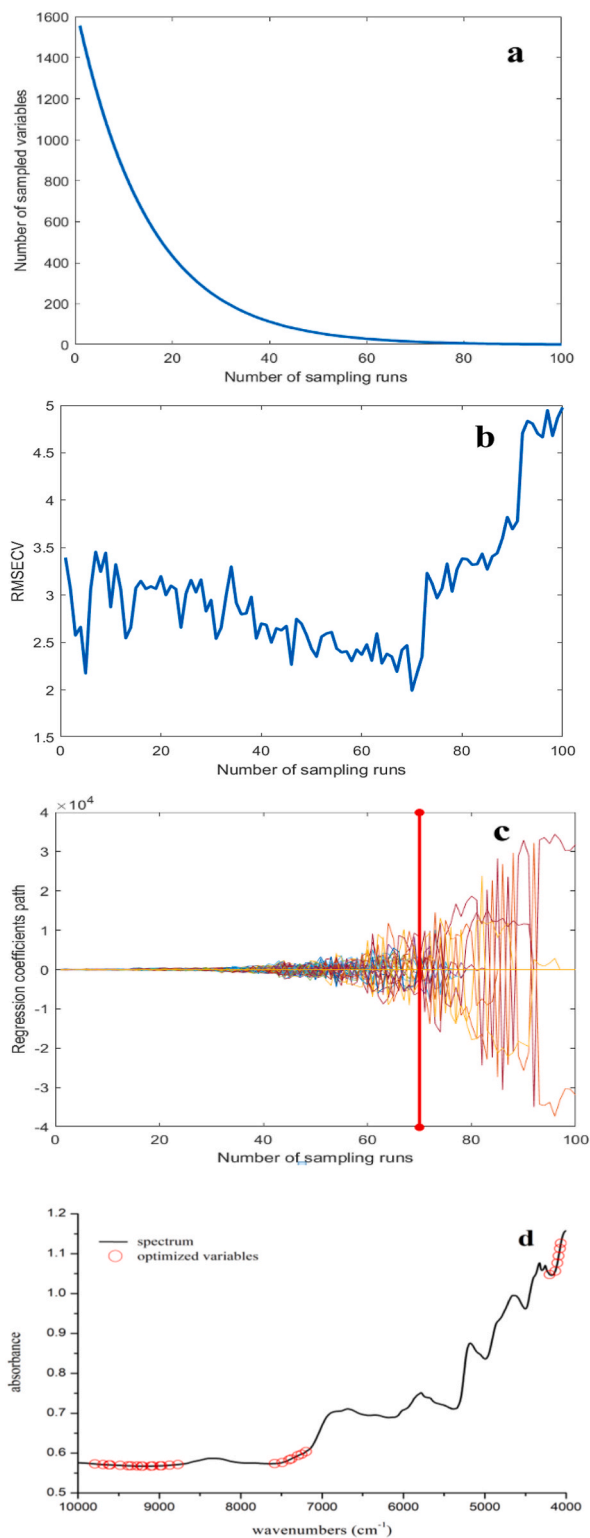 1600
1400
1200
1000
800
600
400
200
0
Number of sampled variables
a
0 20 40 60 80 100
Number of sampling runs
5
4.5
4
3.5
3
2.5
2
1.5
RMSECV
b
0 20 40 60 80 100
Number of sampling runs
×10⁴
4
3
2
1
0
-1
-2
-3
-4
Regression coefficients path
c
0 20 40 60 80 100
Number of sampling runs
1.2
1.1
1.0
0.9
0.8
0.7
0.6
0.5
absorbance
spectrum
optimized variables
d
10000 9000 8000 7000 6000 5000 4000
wavenumbers (cm⁻¹)